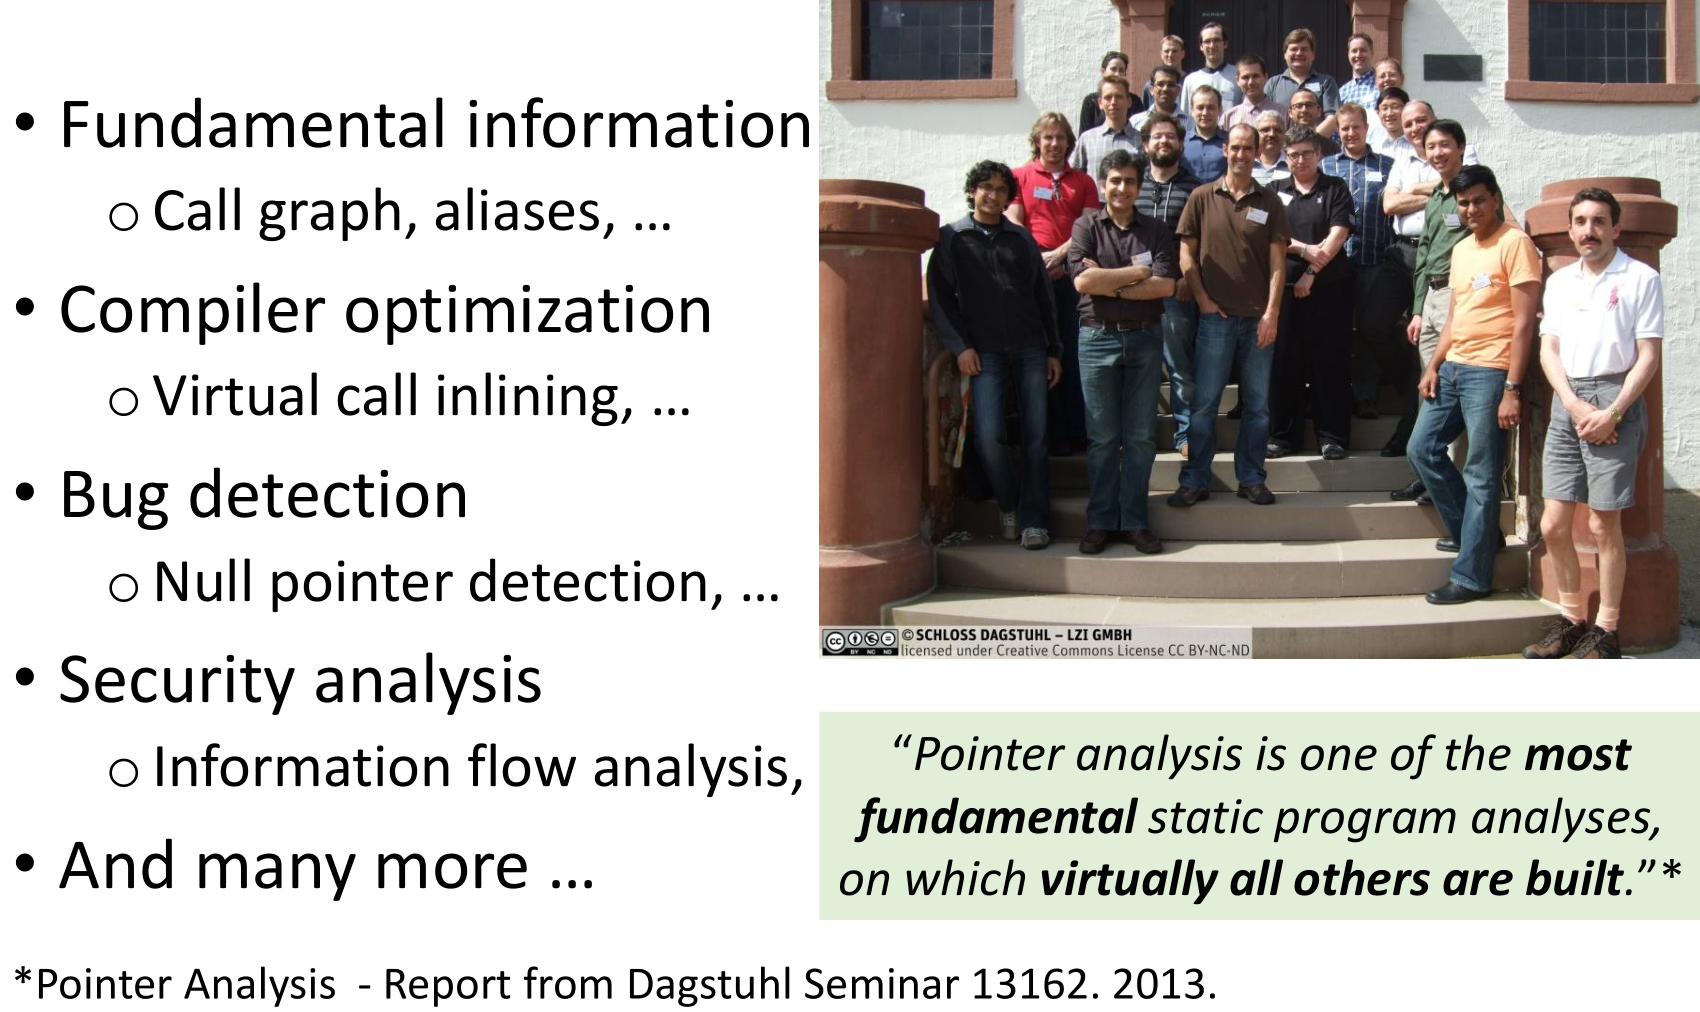 • Fundamental information
○ Call graph, aliases, …
• Compiler optimization
○ Virtual call inlining, …
• Bug detection
○ Null pointer detection, …
• Security analysis
○ Information flow analysis,
• And many more …
© SCHLOSS DAGSTUHL – LZI GMBH
licensed under Creative Commons License CC BY-NC-ND
cc
BY NC ND
“Pointer analysis is one of the most
fundamental static program analyses,
on which virtually all others are built.”*
*Pointer Analysis - Report from Dagstuhl Seminar 13162. 2013.